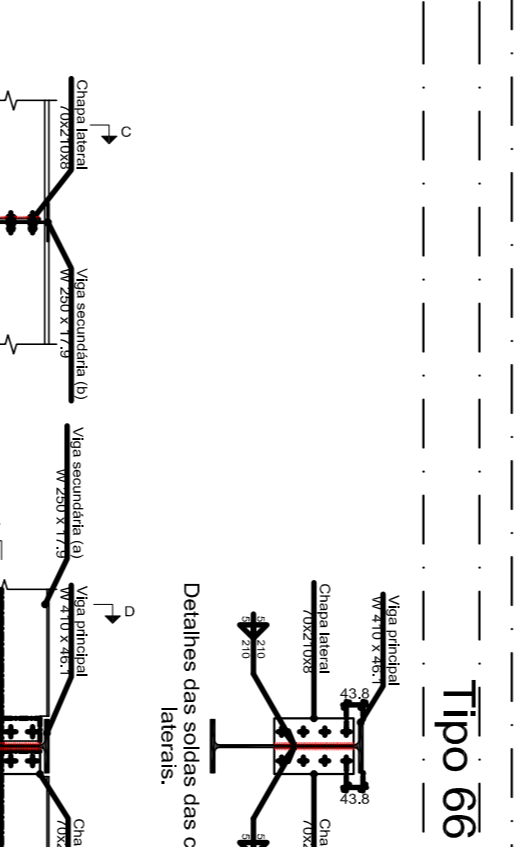 Tipo 66
Viga principal
W 410 x 46.1
43.8
43.8
Chapa lateral
70x210x8
210
210
Detalhes das soldas das
laterais.
D
C
Chapa lateral
70x210x8
Viga secundária (b)
W 250 x 17.9
Viga secundária (a)
W 250 x 17.9
Viga principal
W 410 x 46.1